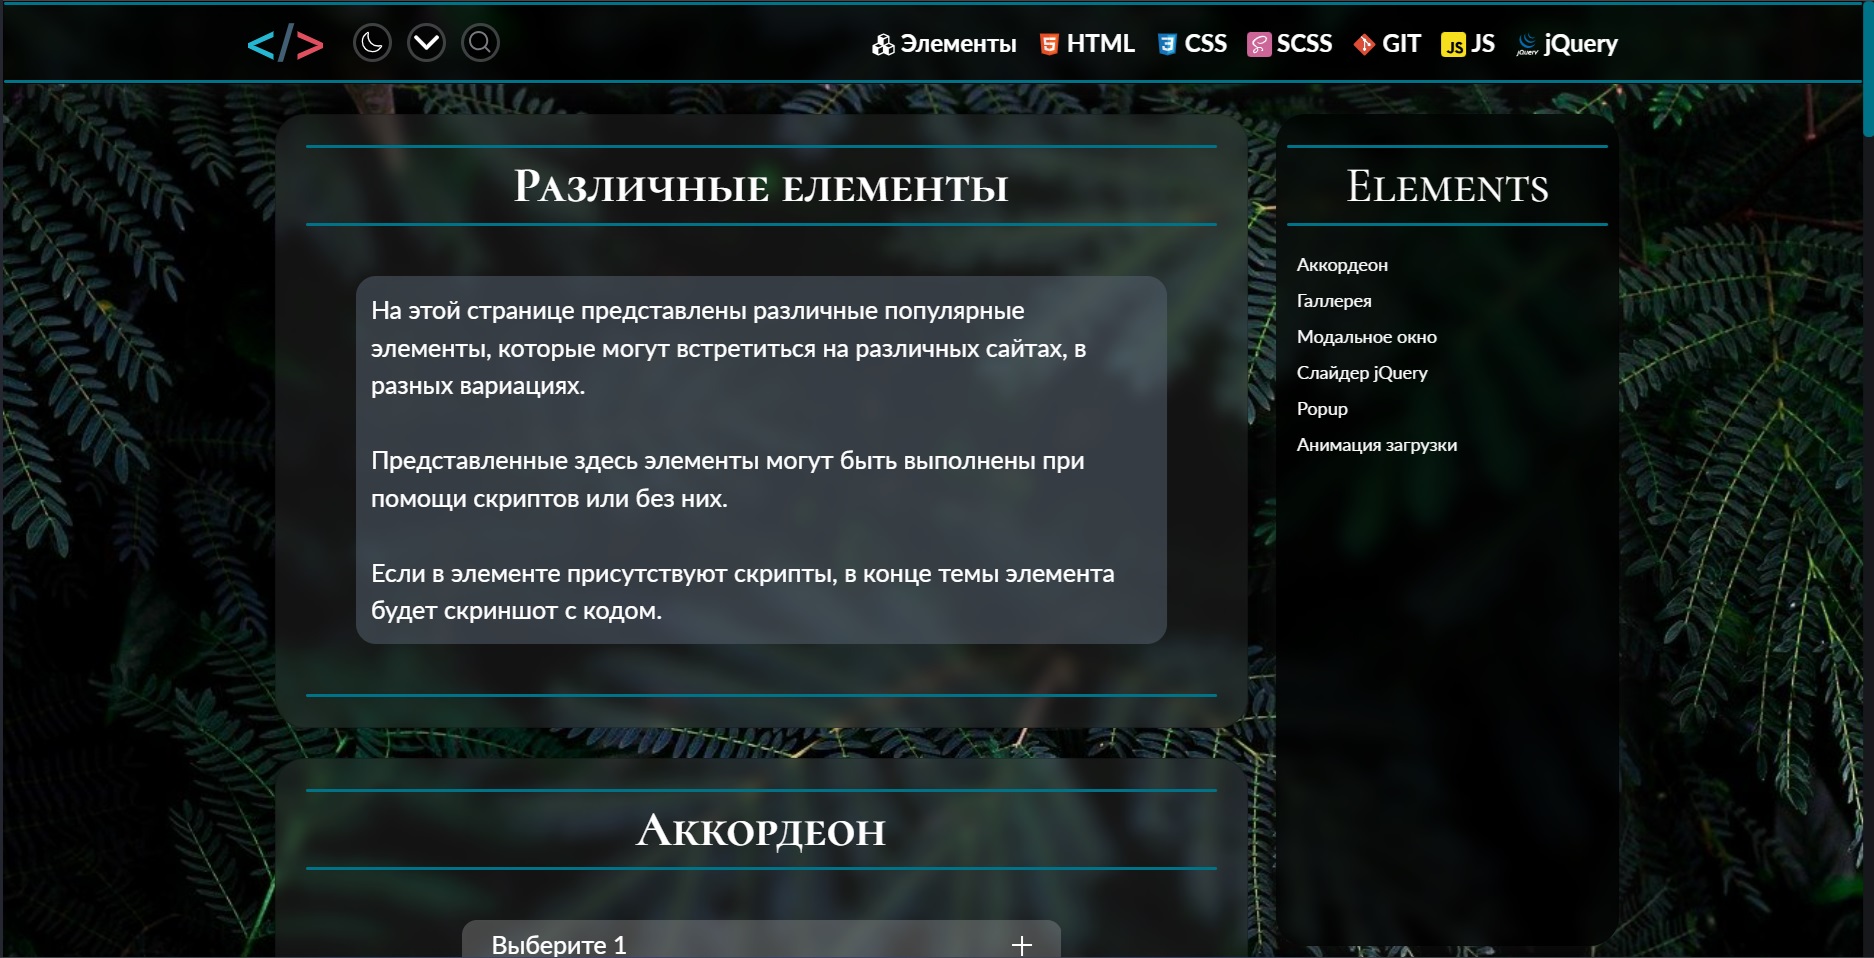 </>
Элементы HTML CSS SCSS GIT JS JS jQuery jQuery
Различные елементы
На этой странице представлены различные популярные
элементы, которые могут встретиться на различных сайтах, в
разных вариациях.
Представленные здесь элементы могут быть выполнены при
помощи скриптов или без них.
Если в элементе присутствуют скрипты, в конце темы элемента
будет скриншот с кодом.
Аккордеон
Выберите 1
Elements
Аккордеон
Галлерея
Модальное окно
Слайдер jQuery
Popup
Анимация загрузки